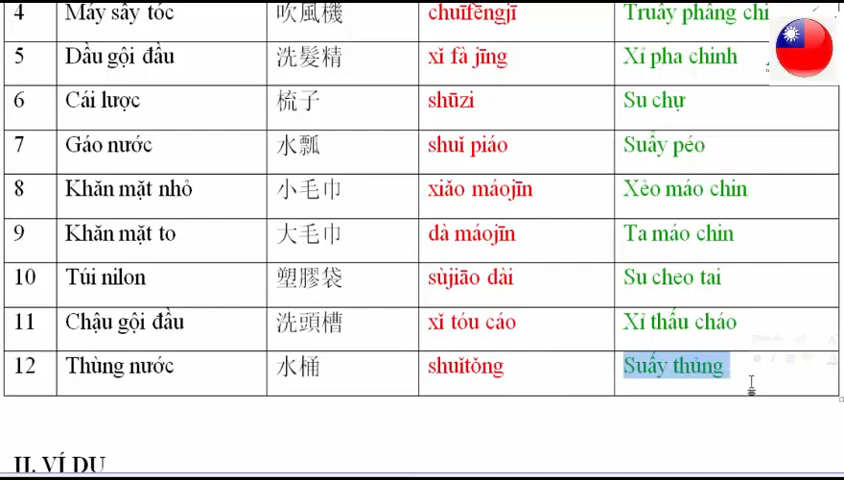 4 Máy sấy tóc 吹風機 chuīfēngjī Truây phâng chi
5 Dầu gội đầu 洗髮精 xǐ fà jīng Xỉ pha chinh
6 Cái lược 梳子 shūzi Su chự
7 Gáo nước 水瓢 shuǐ piáo Suẩy péo
8 Khăn mặt nhỏ 小毛巾 xiǎo máojīn Xẻo máo chin
9 Khăn mặt to 大毛巾 dà máojīn Ta máo chin
10 Túi nilon 塑膠袋 sùjiāo dài Su cheo tai
11 Chậu gội đầu 洗頭槽 xǐ tóu cáo Xỉ thấu cháo
12 Thùng nước 水桶 shuǐtǒng Suấy thủng
II. VÍ DỤ